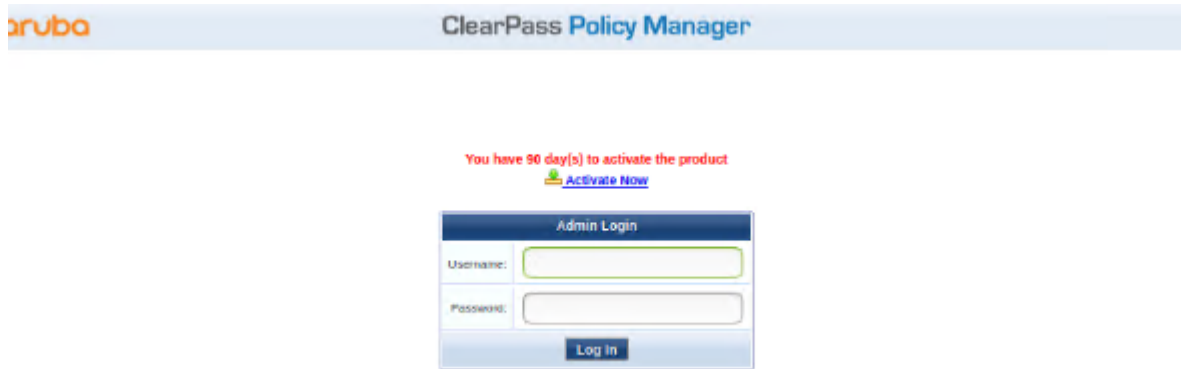 aruba
ClearPass Policy Manager
You have 90 day(s) to activate the product
Activate Now
Admin Login
Username:
Password:
Log In